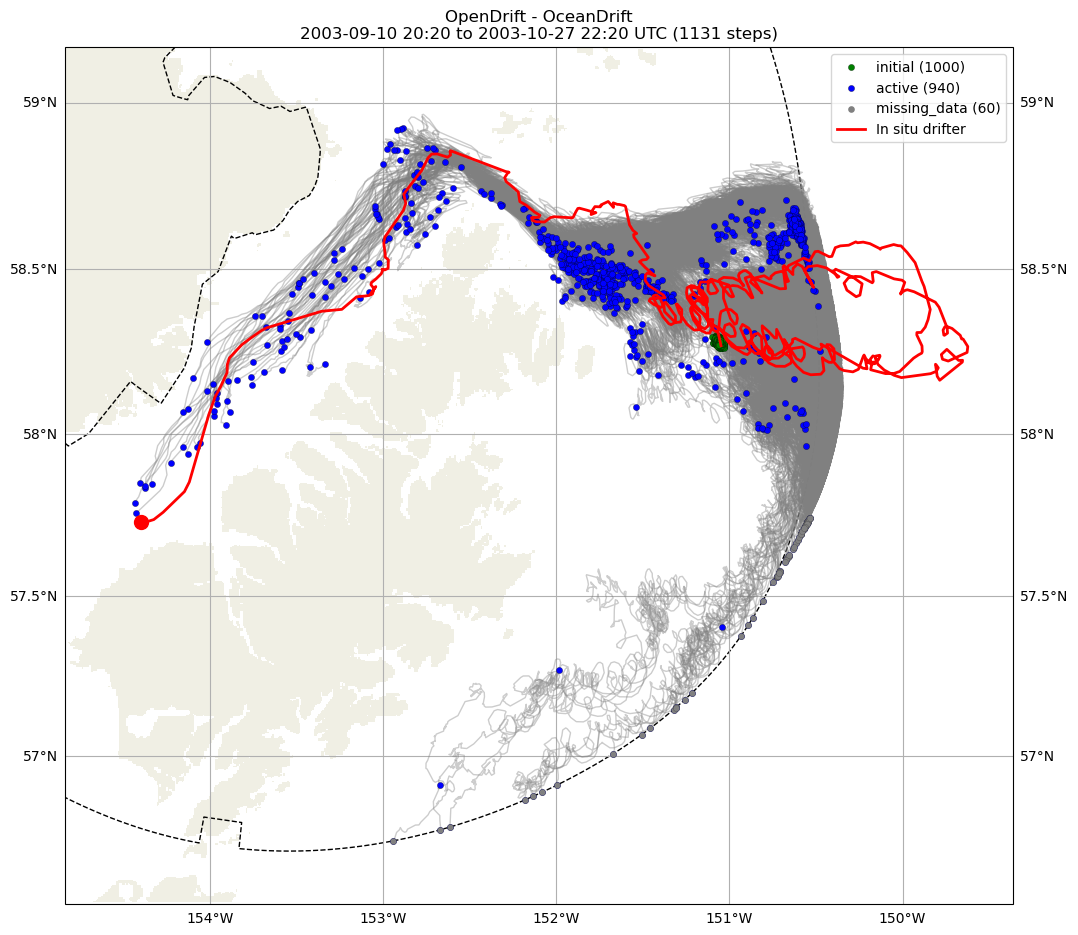 OpenDrift - OceanDrift
2003-09-10 20:20 to 2003-10-27 22:20 UTC (1131 steps)
initial (1000)
active (940)
missing_data (60)
In situ drifter
59°N
59°N
58.5°N
58.5°N
58°N
58°N
57.5°N
57.5°N
57°N
57°N
154°W
153°W
152°W
151°W
150°W